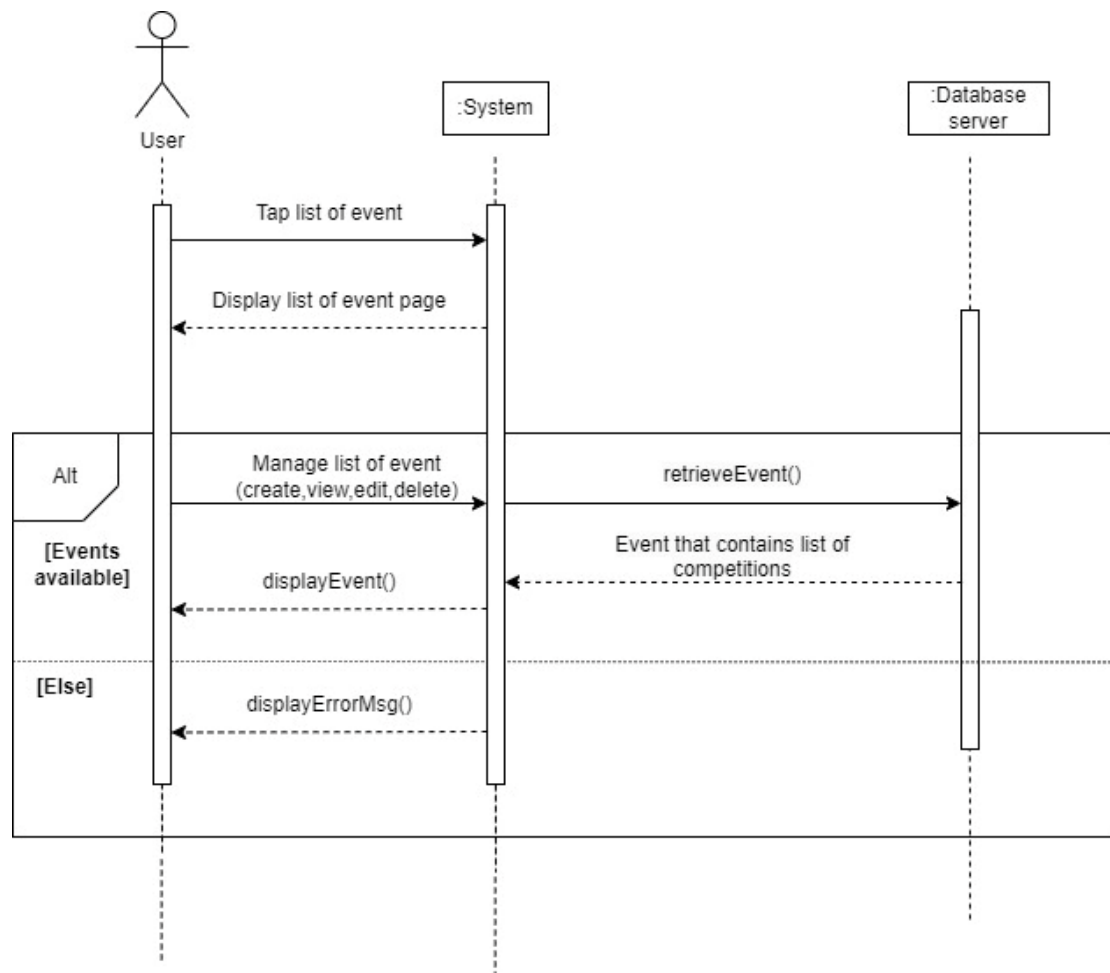 User
:System
:Database
server
Tap list of event
Display list of event page
Alt
Manage list of event
(create,view,edit,delete)
retrieveEvent()
[Events
available]
Event that contains list of
competitions
displayEvent()
[Else]
displayErrorMsg()